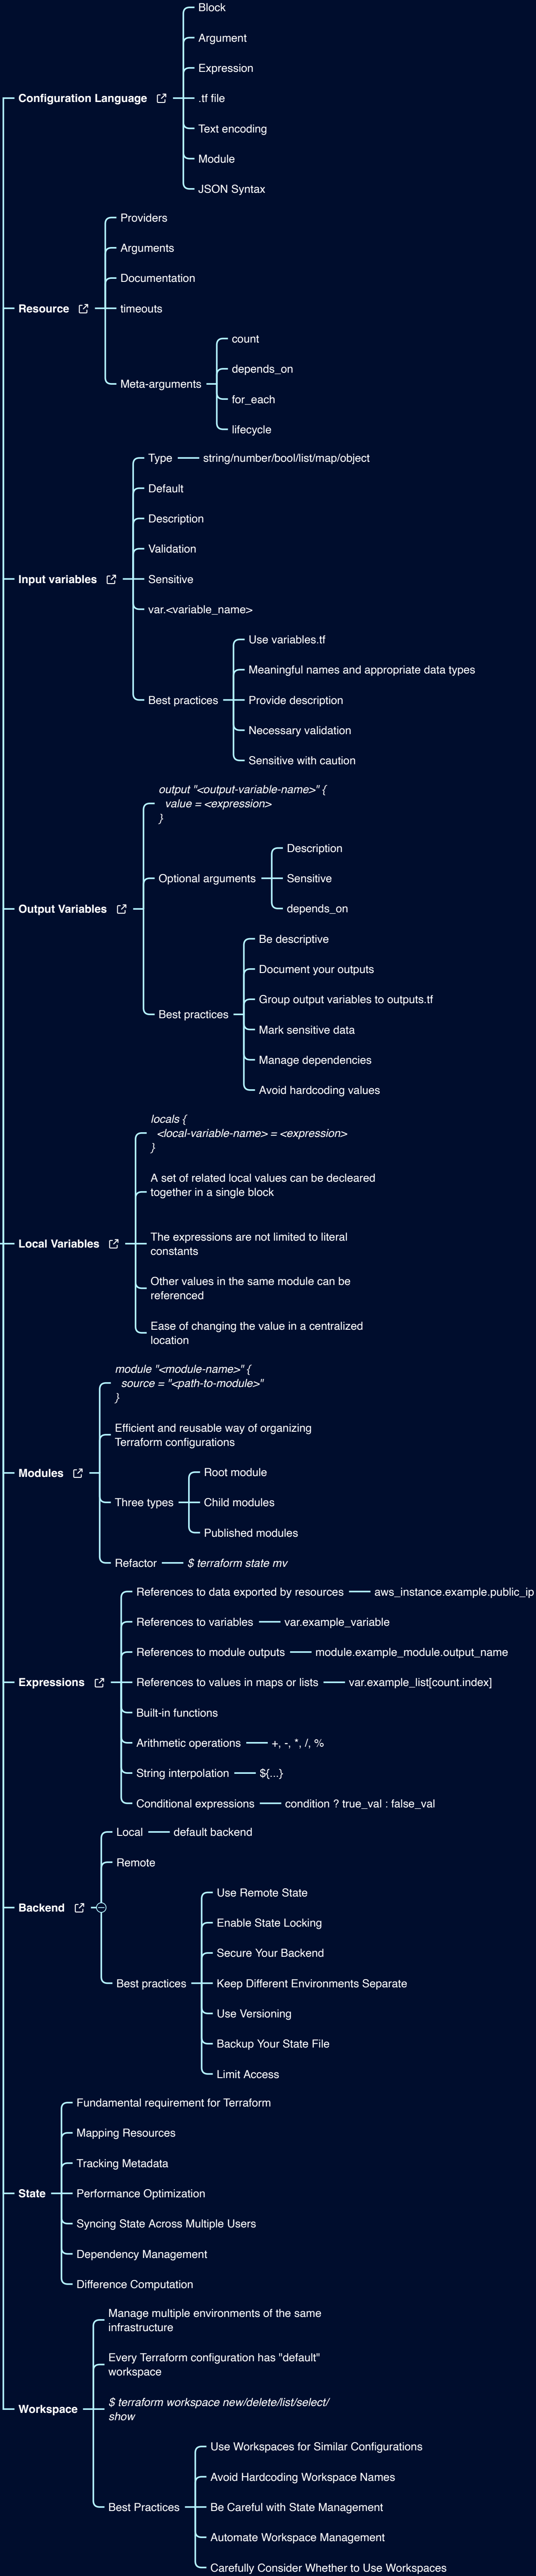 Configuration Language
Block
Argument
Expression
.tf file
Text encoding
Module
JSON Syntax
Resource
Providers
Arguments
Documentation
timeouts
Meta-arguments
count
depends_on
for_each
lifecycle
Input variables
Type
string/number/bool/list/map/object
Default
Description
Validation
Sensitive
var.<variable_name>
Best practices
Use variables.tf
Meaningful names and appropriate data types
Provide description
Necessary validation
Sensitive with caution
Output Variables
output "<output-variable-name>" {
value = <expression>
}
Optional arguments
Description
Sensitive
depends_on
Best practices
Be descriptive
Document your outputs
Group output variables to outputs.tf
Mark sensitive data
Manage dependencies
Avoid hardcoding values
Local Variables
locals {
<local-variable-name> = <expression>
}
A set of related local values can be decleared
together in a single block
The expressions are not limited to literal
constants
Other values in the same module can be
referenced
Ease of changing the value in a centralized
location
Modules
module "<module-name>" {
source = "<path-to-module>"
}
Efficient and reusable way of organizing
Terraform configurations
Three types
Root module
Child modules
Published modules
Refactor
$ terraform state mv
Expressions
References to data exported by resources
aws_instance.example.public_ip
References to variables
var.example_variable
References to module outputs
module.example_module.output_name
References to values in maps or lists
var.example_list[count.index]
Built-in functions
Arithmetic operations
+, -, *, /, %
String interpolation
${...}
Conditional expressions
condition ? true_val : false_val
Backend
Local
default backend
Remote
Best practices
Use Remote State
Enable State Locking
Secure Your Backend
Keep Different Environments Separate
Use Versioning
Backup Your State File
Limit Access
State
Fundamental requirement for Terraform
Mapping Resources
Tracking Metadata
Performance Optimization
Syncing State Across Multiple Users
Dependency Management
Difference Computation
Workspace
Manage multiple environments of the same
infrastructure
Every Terraform configuration has "default"
workspace
$ terraform workspace new/delete/list/select/
show
Best Practices
Use Workspaces for Similar Configurations
Avoid Hardcoding Workspace Names
Be Careful with State Management
Automate Workspace Management
Carefully Consider Whether to Use Workspaces